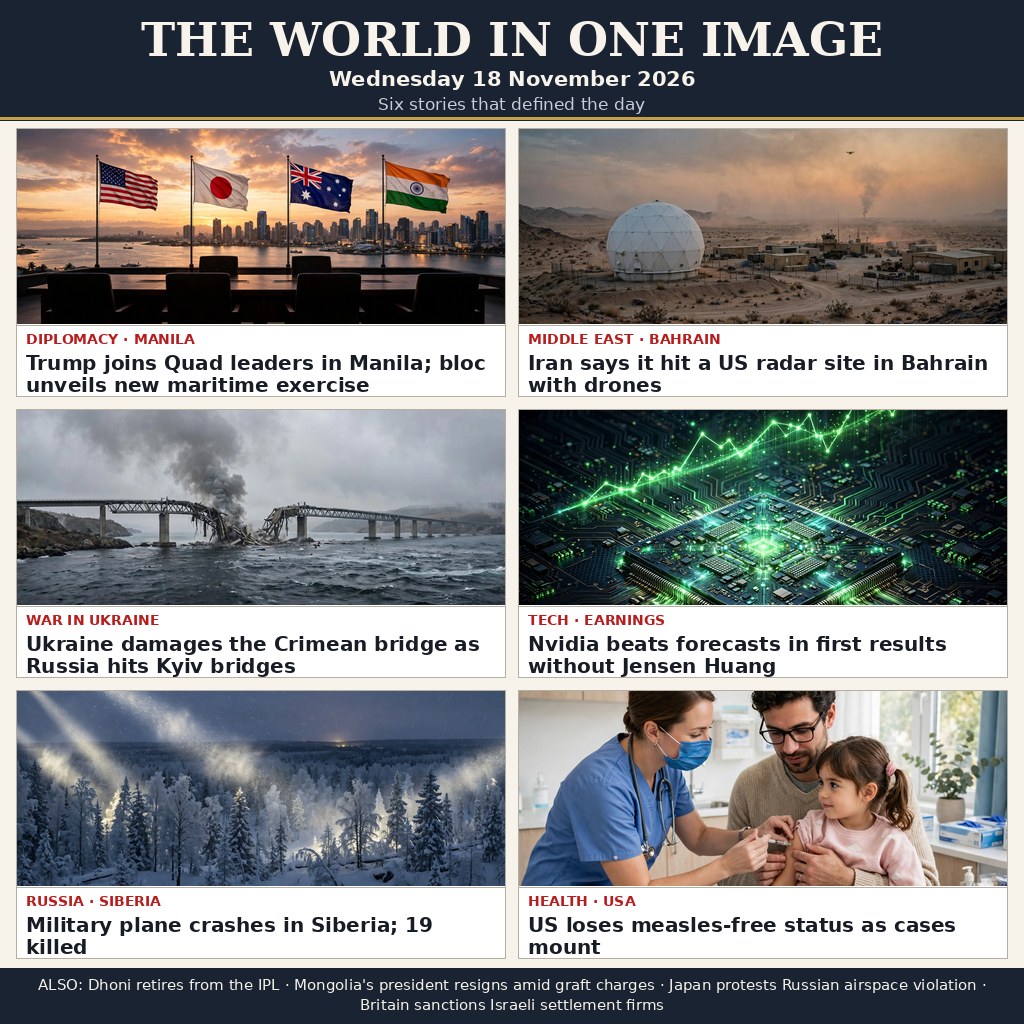 THE WORLD IN ONE IMAGE
Wednesday 18 November 2026
Six stories that defined the day
DIPLOMACY · MANILA
Trump joins Quad leaders in Manila; bloc
unveils new maritime exercise
MIDDLE EAST · BAHRAIN
Iran says it hit a US radar site in Bahrain
with drones
WAR IN UKRAINE
Ukraine damages the Crimean bridge as
Russia hits Kyiv bridges
TECH · EARNINGS
Nvidia beats forecasts in first results
without Jensen Huang
RUSSIA · SIBERIA
Military plane crashes in Siberia; 19
killed
HEALTH · USA
US loses measles-free status as cases
mount
ALSO: Dhoni retires from the IPL · Mongolia's president resigns amid graft charges · Japan protests Russian airspace violation ·
Britain sanctions Israeli settlement firms